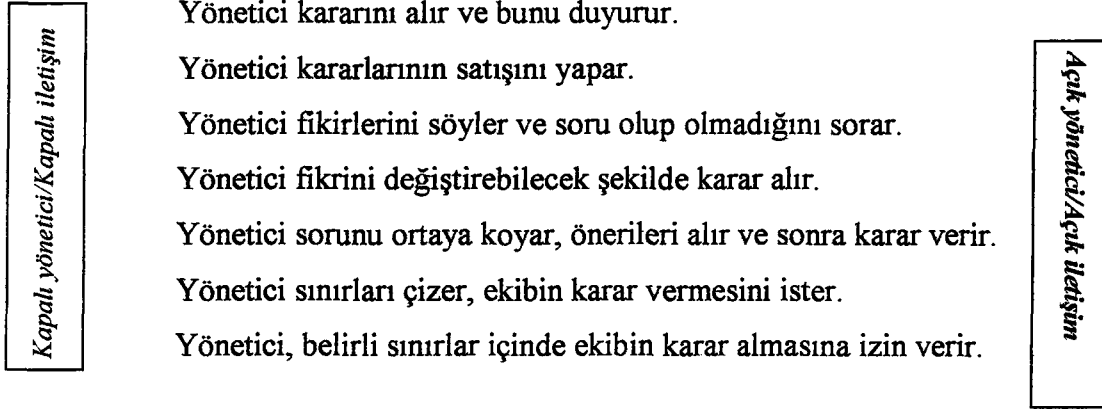 Kapalı yönetici/Kapalı iletişim
Yönetici kararını alır ve bunu duyurur.
Yönetici kararlarının satışını yapar.
Yönetici fikirlerini söyler ve soru olup olmadığını sorar.
Yönetici fikrini değiştirebilecek şekilde karar alır.
Yönetici sorunu ortaya koyar, önerileri alır ve sonra karar verir.
Yönetici sınırları çizer, ekibin karar vermesini ister.
Yönetici, belirli sınırlar içinde ekibin karar almasına izin verir.
Açık yönetici/Açık iletişim